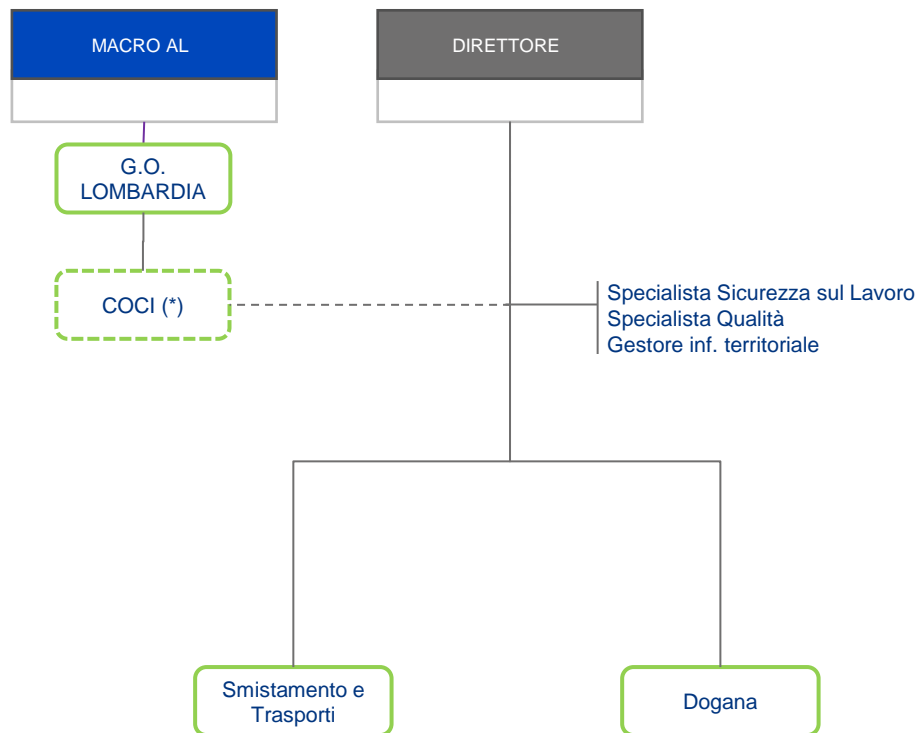 MACRO AL
DIRETTORE
G.O.
LOMBARDIA
COCI (*)
Specialista Sicurezza sul Lavoro
Specialista Qualità
Gestore inf. territoriale
Smistamento e
Trasporti
Dogana